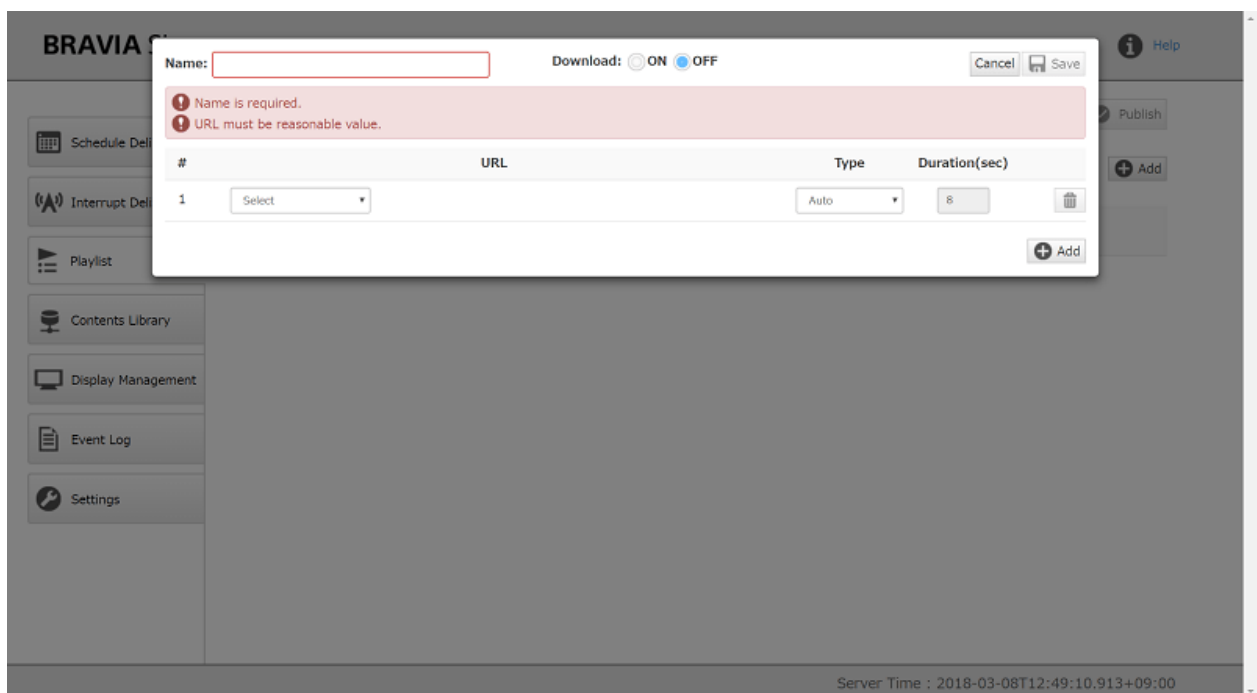 BRAVIA
Help
Name:
Download: ON OFF
Cancel Save
Name is required.
URL must be reasonable value.
Publish
# URL Type Duration(sec)
Add
1 Select Auto 8
Add
Schedule Deli
Interrupt Deli
Playlist
Contents Library
Display Management
Event Log
Settings
Server Time : 2018-03-08T12:49:10.913+09:00